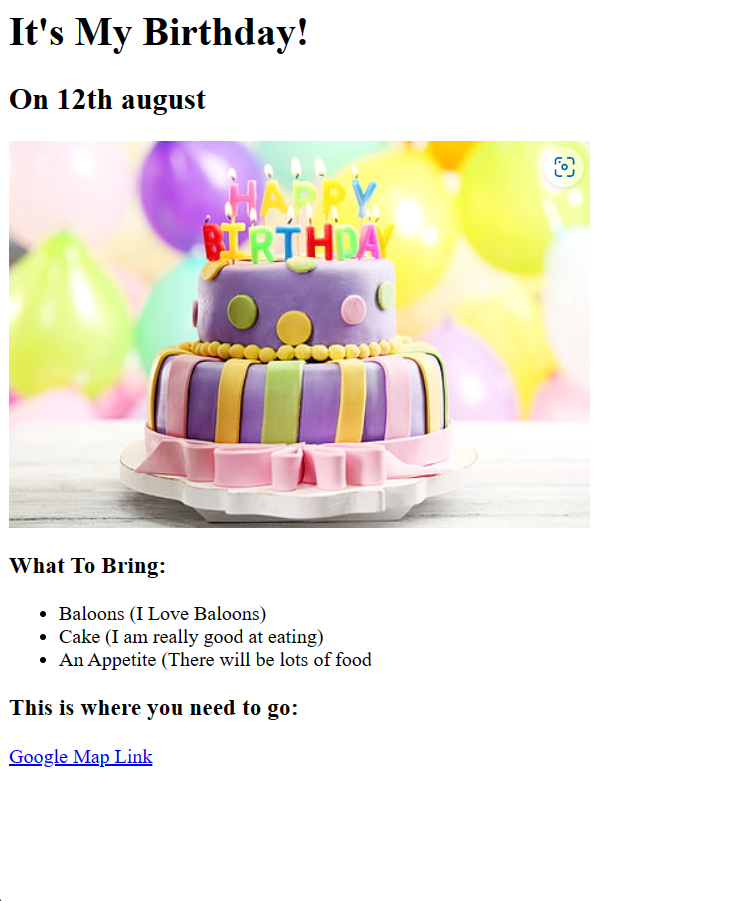 It's My Birthday!
On 12th august
HAPPY
BIRTHDAY
What To Bring:
Baloons (I Love Baloons)
Cake (I am really good at eating)
An Appetite (There will be lots of food
This is where you need to go:
Google Map Link